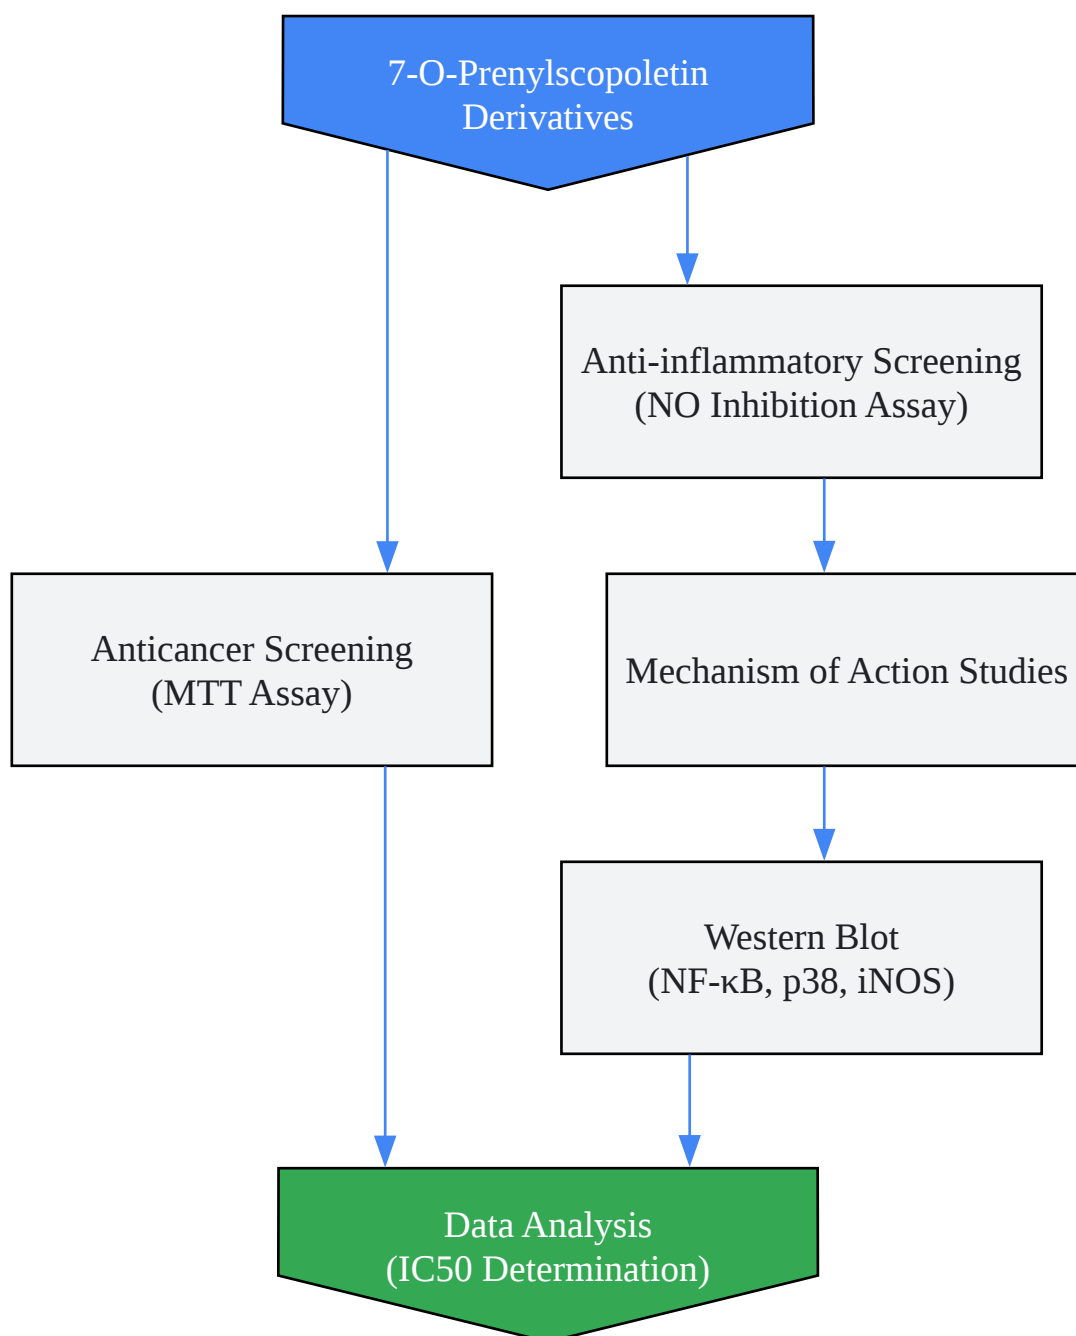 7-O-Prenylscopoletin
Derivatives
Anti-inflammatory Screening
(NO Inhibition Assay)
Anticancer Screening
(MTT Assay)
Mechanism of Action Studies
Western Blot
(NF-κB, p38, iNOS)
Data Analysis
(IC50 Determination)